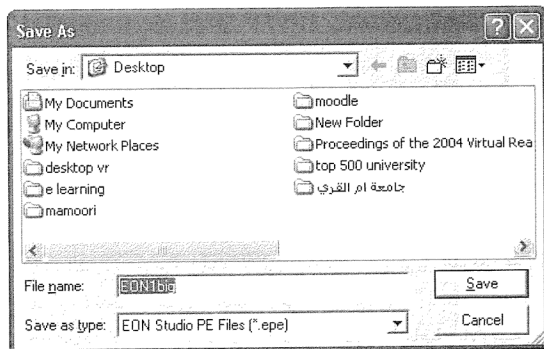 Save As
Save in: Desktop
My Documents
My Computer
My Network Places
desktop vr
e learning
mamoori
moodle
New Folder
Proceedings of the 2004 Virtual Rea
top 500 university
جامعة ام القري
File name: EON1big
Save
Save as type: EON Studio PE Files (*.epe)
Cancel